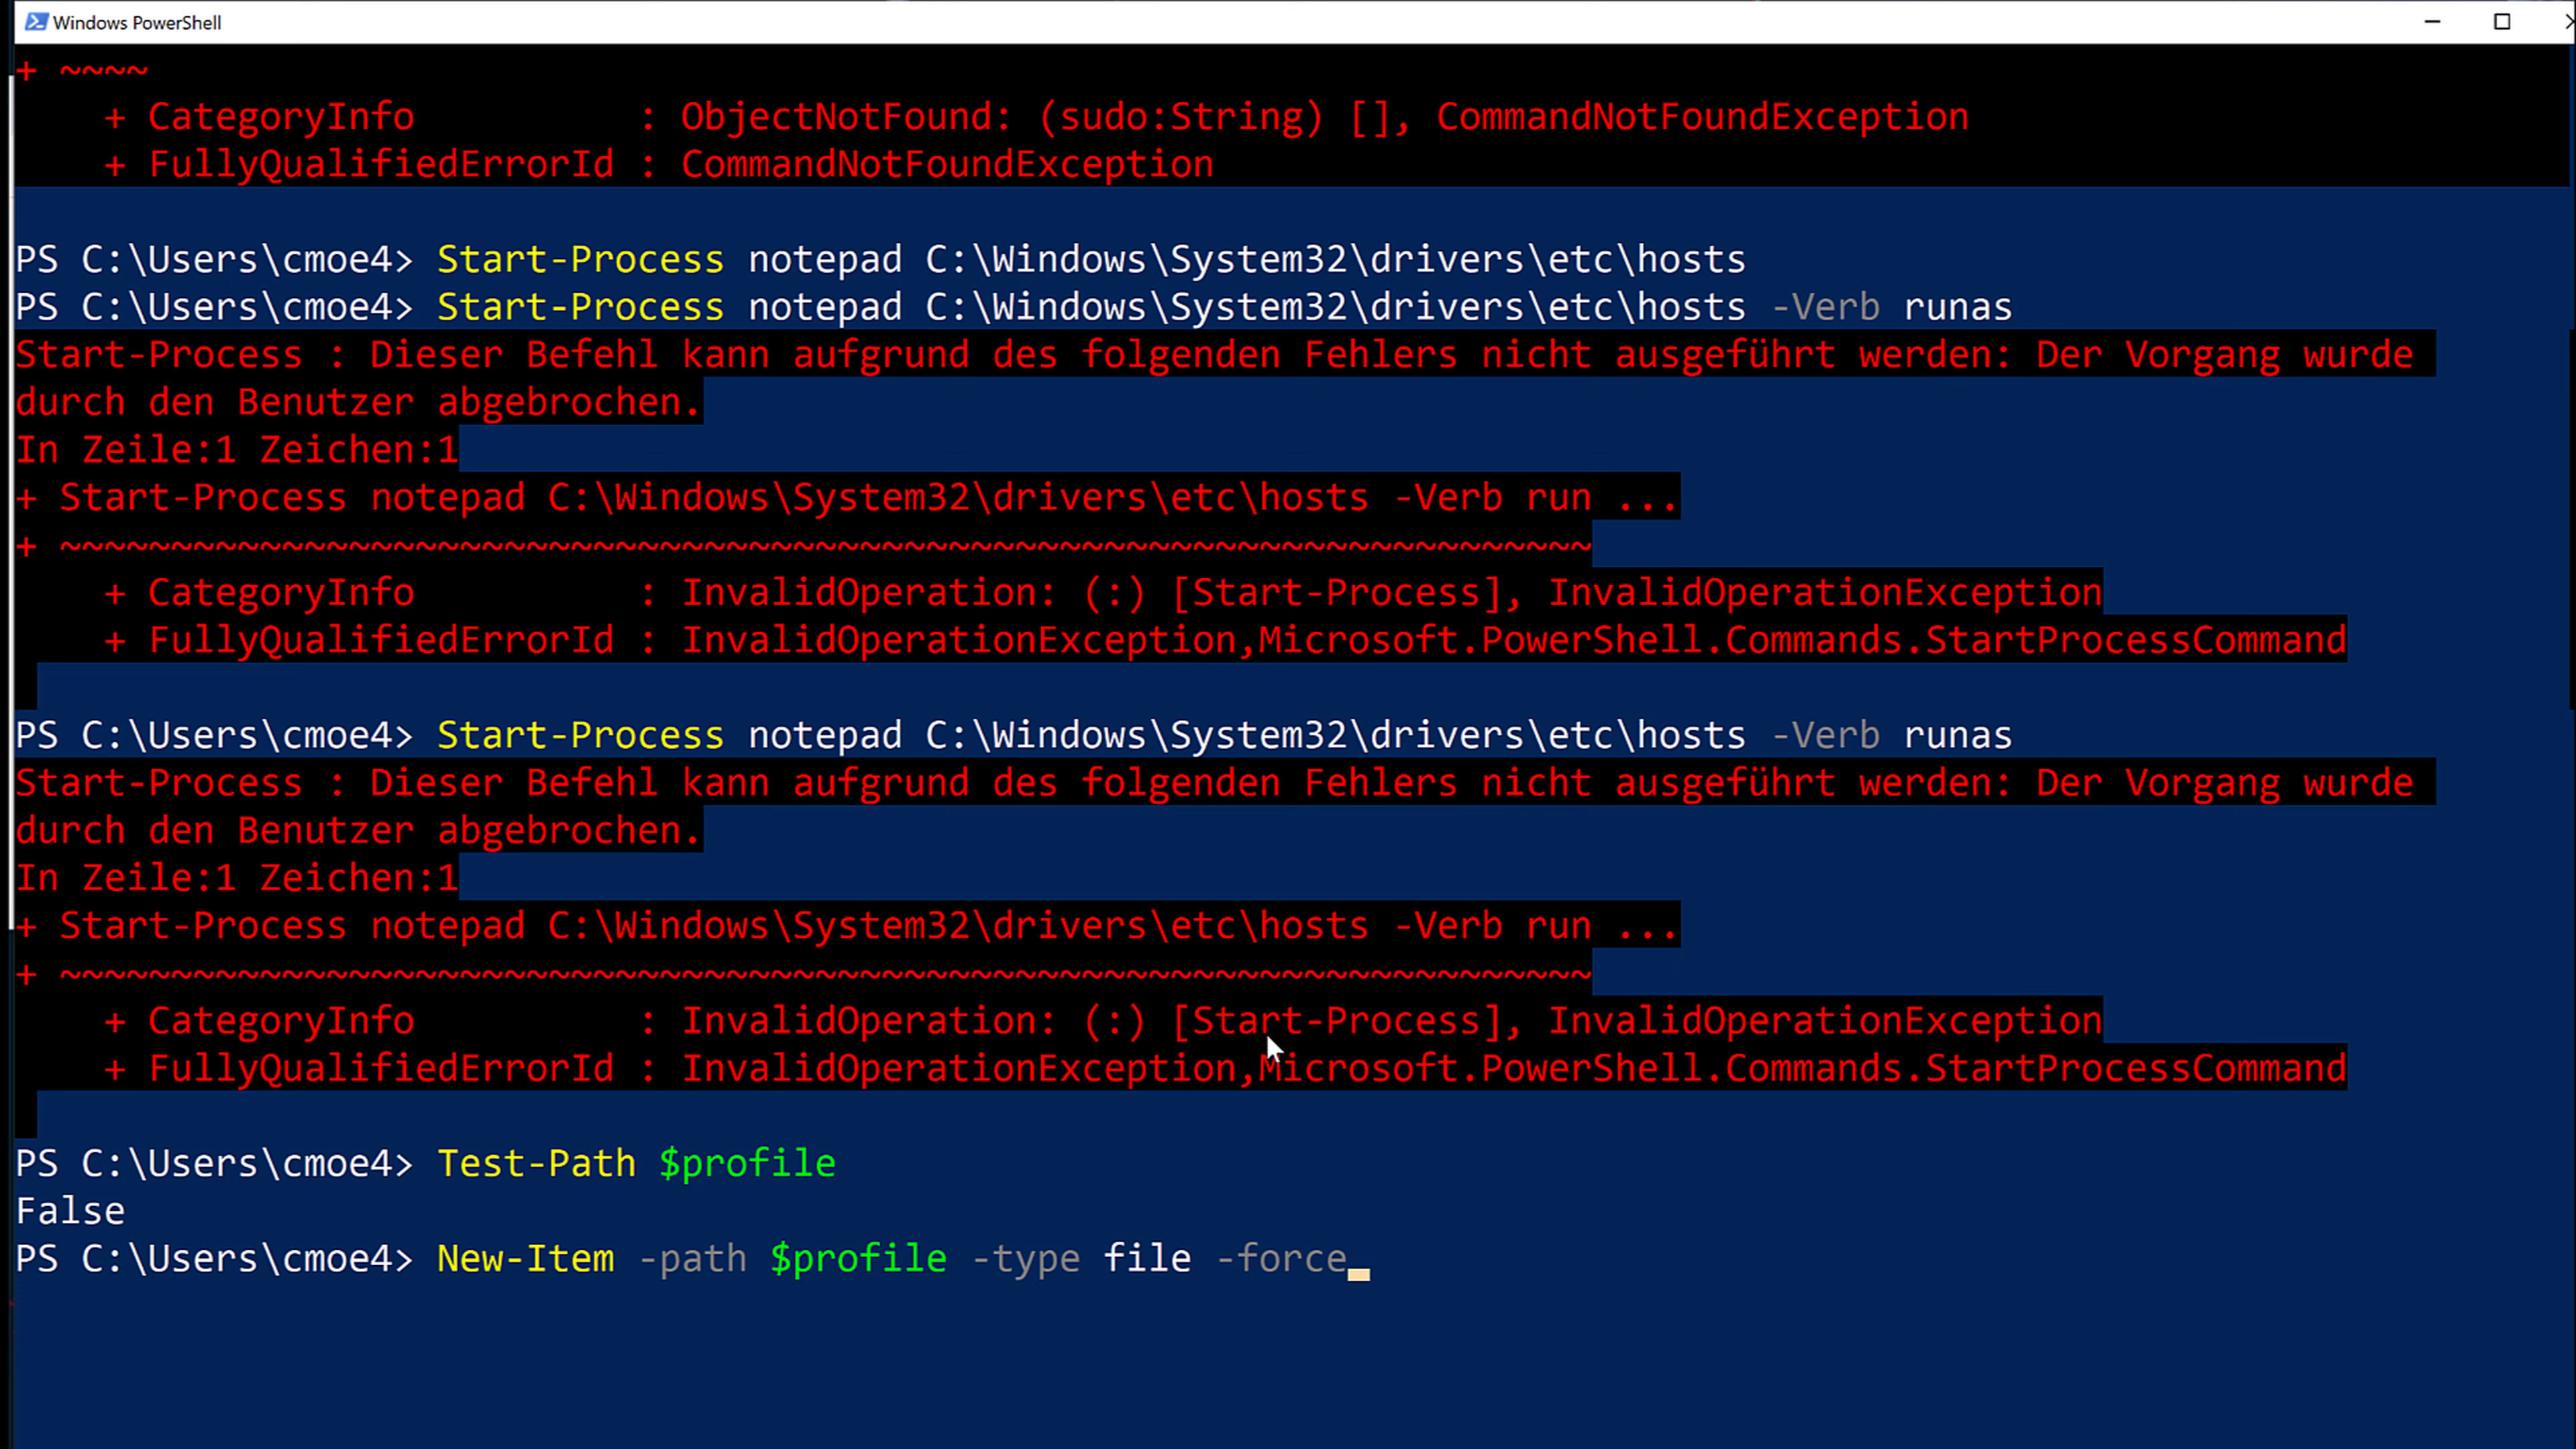 Windows PowerShell
+ ~~~~
    + CategoryInfo          : ObjectNotFound: (sudo:String) [], CommandNotFoundException
    + FullyQualifiedErrorId : CommandNotFoundException
PS C:\Users\cmoe4> Start-Process notepad C:\Windows\System32\drivers\etc\hosts
PS C:\Users\cmoe4> Start-Process notepad C:\Windows\System32\drivers\etc\hosts -Verb runas
Start-Process : Dieser Befehl kann aufgrund des folgenden Fehlers nicht ausgeführt werden: Der Vorgang wurde
durch den Benutzer abgebrochen.
In Zeile:1 Zeichen:1
+ Start-Process notepad C:\Windows\System32\drivers\etc\hosts -Verb run ...
+ ~~~~~~~~~~~~~~~~~~~~~~~~~~~~~~~~~~~~~~~~~~~~~~~~~~~~~~~~~~~~~~~~~~~~~
    + CategoryInfo          : InvalidOperation: (:) [Start-Process], InvalidOperationException
    + FullyQualifiedErrorId : InvalidOperationException,Microsoft.PowerShell.Commands.StartProcessCommand
PS C:\Users\cmoe4> Start-Process notepad C:\Windows\System32\drivers\etc\hosts -Verb runas
Start-Process : Dieser Befehl kann aufgrund des folgenden Fehlers nicht ausgeführt werden: Der Vorgang wurde
durch den Benutzer abgebrochen.
In Zeile:1 Zeichen:1
+ Start-Process notepad C:\Windows\System32\drivers\etc\hosts -Verb run ...
+ ~~~~~~~~~~~~~~~~~~~~~~~~~~~~~~~~~~~~~~~~~~~~~~~~~~~~~~~~~~~~~~~~~~~~~
    + CategoryInfo          : InvalidOperation: (:) [Start-Process], InvalidOperationException
    + FullyQualifiedErrorId : InvalidOperationException,Microsoft.PowerShell.Commands.StartProcessCommand
PS C:\Users\cmoe4> Test-Path $profile
False
PS C:\Users\cmoe4> New-Item -path $profile -type file -force